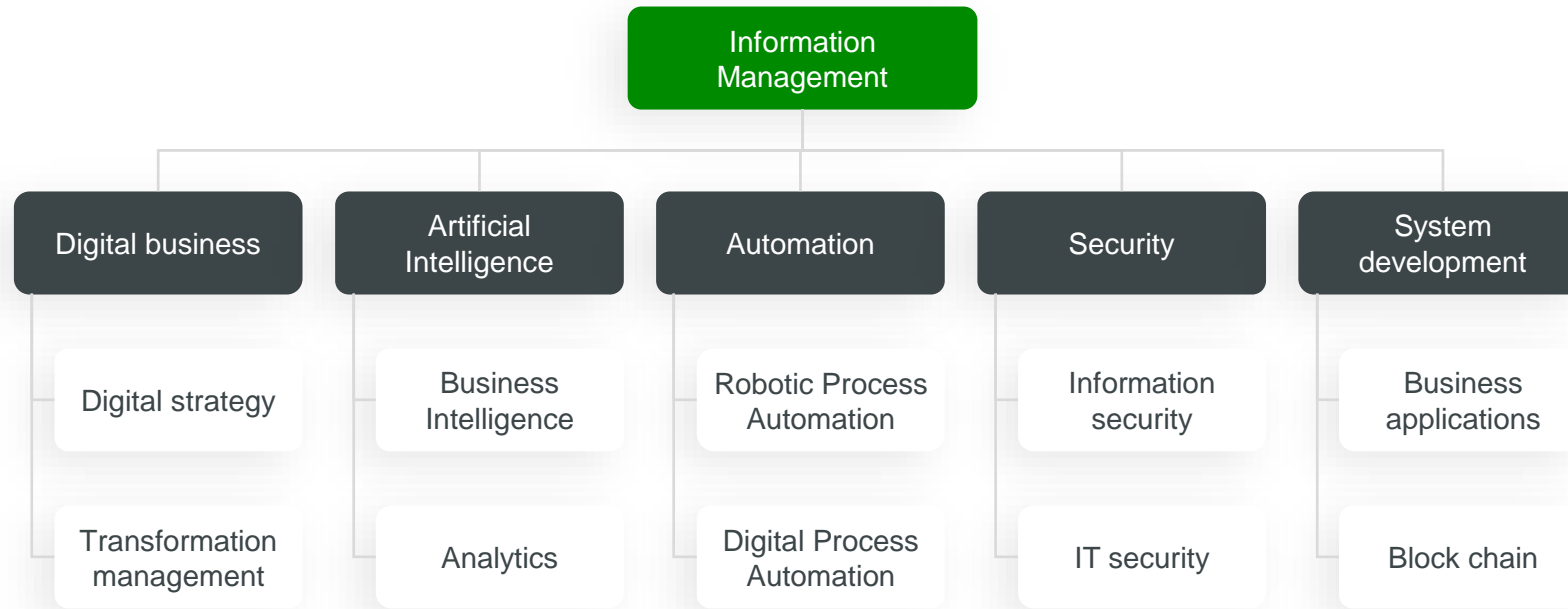 Information
Management
Digital business
Artificial
Intelligence
Automation
Security
System
development
Digital strategy
Business
Intelligence
Robotic Process
Automation
Information
security
Business
applications
Transformation
management
Analytics
Digital Process
Automation
IT security
Block chain